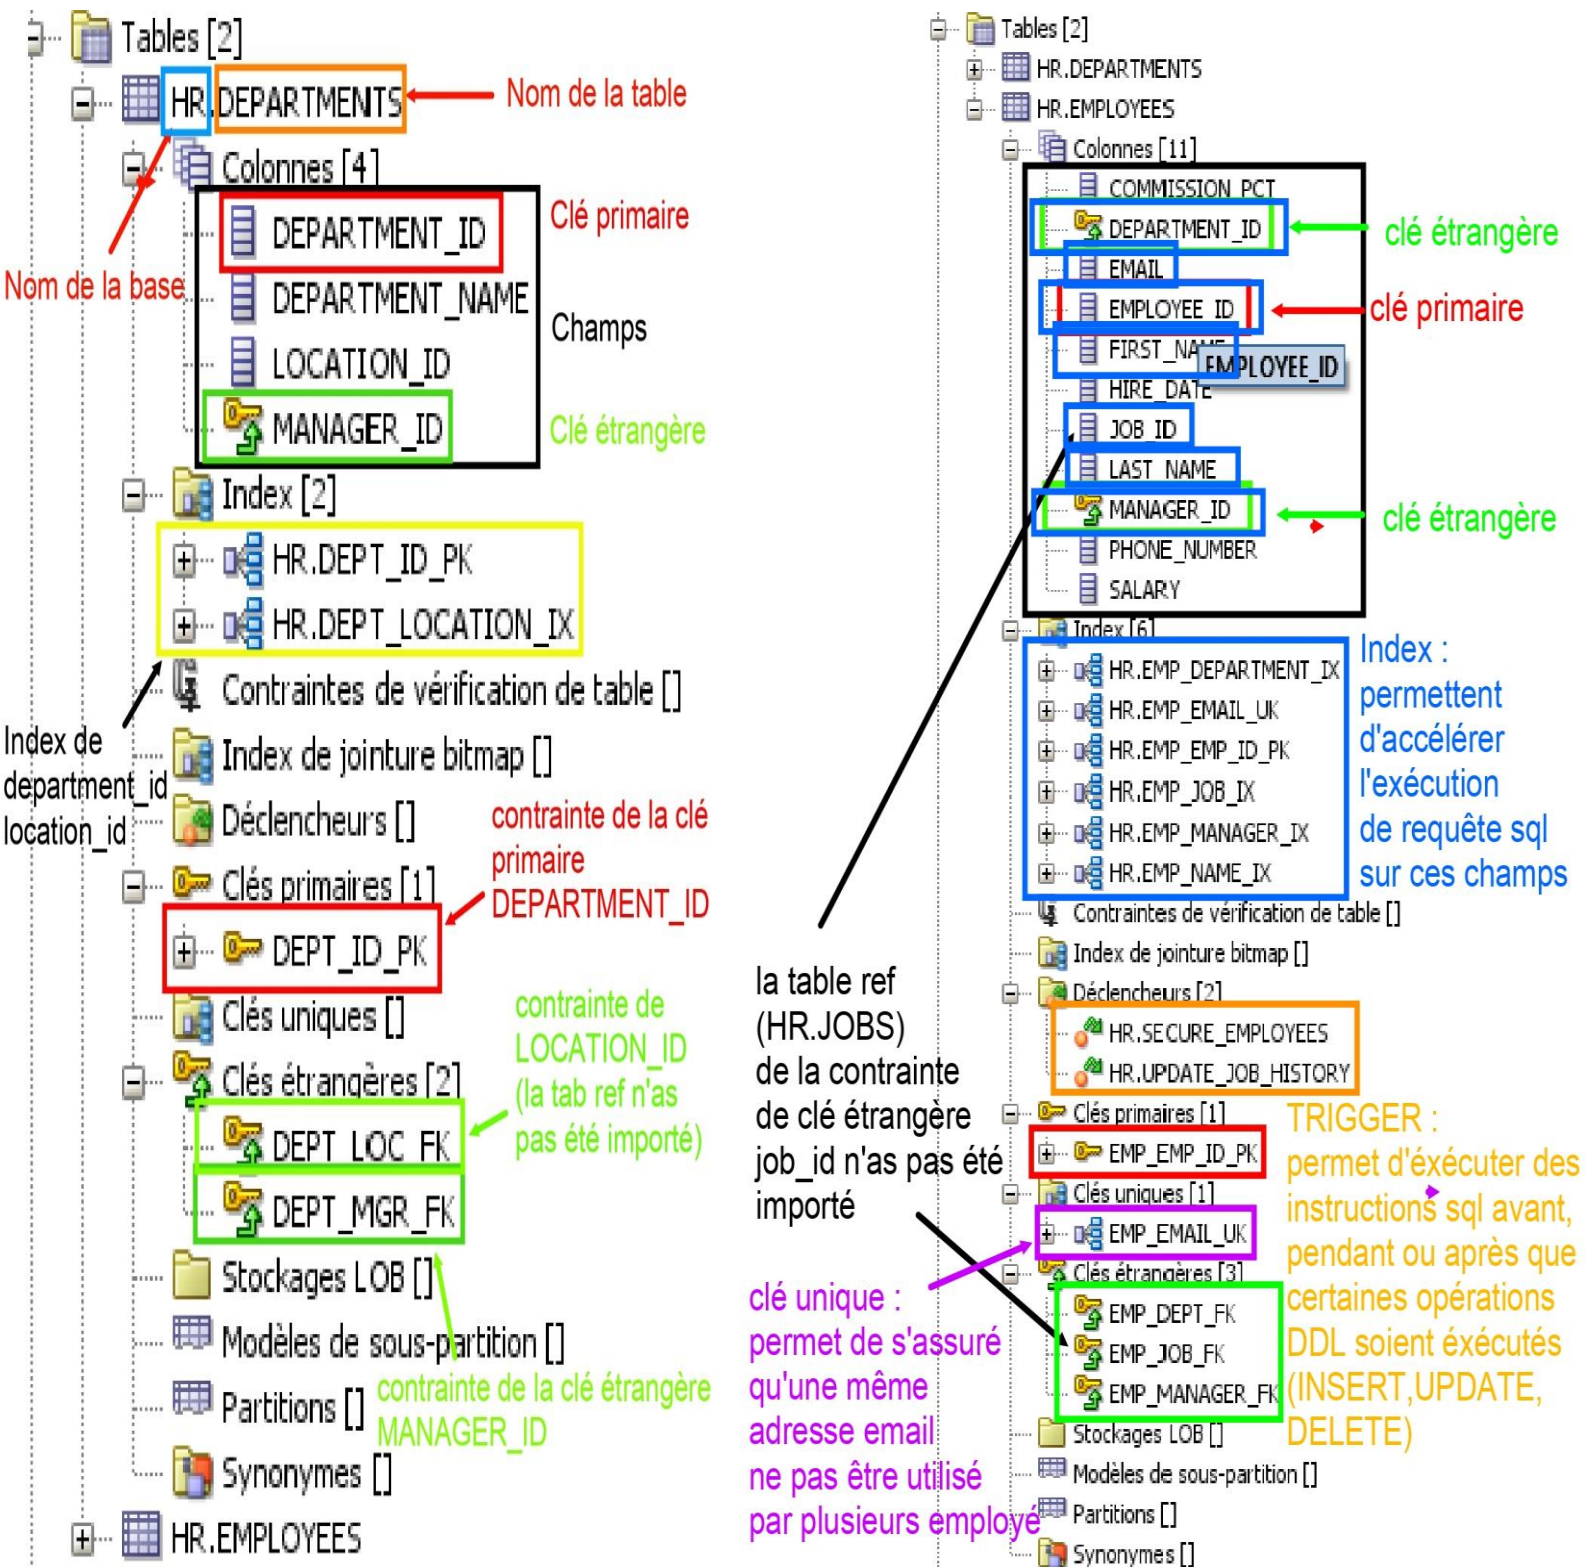 Tables [2]
HR.DEPARTMENTS
Nom de la table
Colonnes [4]
DEPARTMENT_ID
Clé primaire
Nom de la base
DEPARTMENT_NAME
Champs
LOCATION_ID
MANAGER_ID
Clé étrangère
Index [2]
HR.DEPT_ID_PK
HR.DEPT_LOCATION_IX
Contraintes de vérification de table []
Index de
department_id
location_id
Index de jointure bitmap []
Déclencheurs []
contrainte de la clé
primaire
DEPARTMENT_ID
Clés primaires [1]
DEPT_ID_PK
Clés uniques []
contrainte de
LOCATION_ID
(la tab ref n'as
pas été importé)
Clés étrangères [2]
DEPT_LOC_FK
DEPT_MGR_FK
Stockages LOB []
Modèles de sous-partition []
contrainte de la clé étrangère
MANAGER_ID
Partitions []
Synonymes []
HR.EMPLOYEES
Tables [2]
HR.DEPARTMENTS
HR.EMPLOYEES
Colonnes [11]
COMMISSION_PCT
DEPARTMENT_ID
clé étrangère
EMAIL
EMPLOYEE_ID
clé primaire
FIRST_NAME
EMPLOYEE_ID
HIRE_DATE
JOB_ID
LAST_NAME
MANAGER_ID
clé étrangère
PHONE_NUMBER
SALARY
Index [6]
HR.EMP_DEPARTMENT_IX
HR.EMP_EMAIL_UK
HR.EMP_EMP_ID_PK
HR.EMP_JOB_IX
HR.EMP_MANAGER_IX
HR.EMP_NAME_IX
Index :
permettent
d'accélérer
l'exécution
de requête sql
sur ces champs
Contraintes de vérification de table []
Index de jointure bitmap []
la table ref
(HR.JOBS)
de la contrainte
de clé étrangère
job_id n'as pas été
importé
Déclencheurs [2]
HR.SECURE_EMPLOYEES
HR.UPDATE_JOB_HISTORY
Clés primaires [1]
EMP_EMP_ID_PK
TRIGGER :
permet d'éxécuter des
instructions sql avant,
pendant ou après que
certaines opérations
DDL soient éxécutés
(INSERT,UPDATE,
DELETE)
Clés uniques [1]
EMP_EMAIL_UK
clé unique :
permet de s'assuré
qu'une même
adresse email
ne pas être utilisé
par plusieurs employé
Clés étrangères [3]
EMP_DEPT_FK
EMP_JOB_FK
EMP_MANAGER_FK
Stockages LOB []
Modèles de sous-partition []
Partitions []
Synonymes []